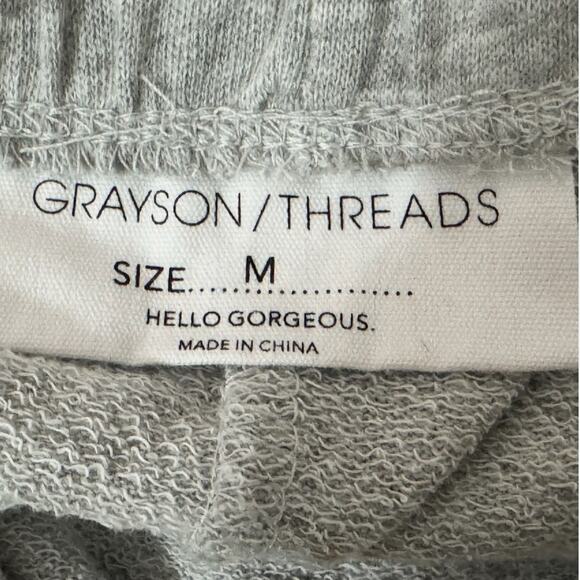 GRAYSON/THREADS
SIZE......M......................
HELLO GORGEOUS.
MADE IN CHINA